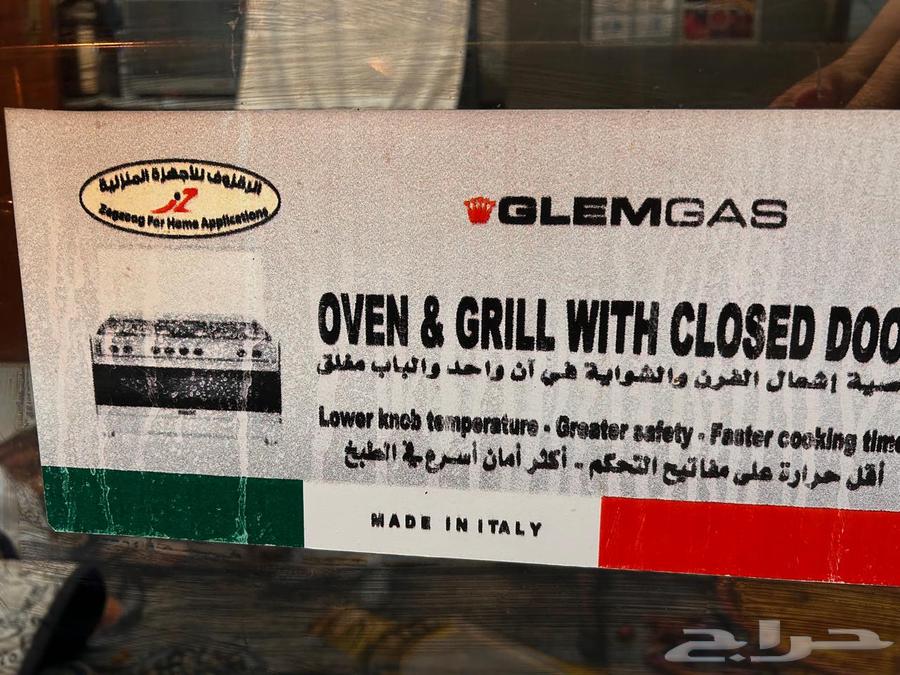 الزقزوق للأجهزة المنزلية
Zagzoog For Home Applications
GLEMGAS
OVEN & GRILL WITH CLOSED DOO
صية إشعال الفرن والشواية في آن واحد والباب مغلق
Lower knob temperature - Greater safety - Faster cooking time
أقل حرارة على مفاتيح التحكم - أكثر أمان أسرع في الطبخ
MADE IN ITALY
حراج